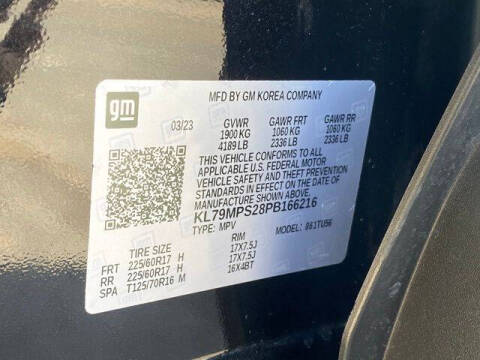 gm
MFD BY GM KOREA COMPANY
03/23 GVWR GAWR FRT GAWR RR
1900 KG 1060 KG 1060 KG
4189 LB 2336 LB 2336 LB
THIS VEHICLE CONFORMS TO ALL
APPLICABLE U.S. FEDERAL MOTOR
VEHICLE SAFETY AND THEFT PREVENTION
STANDARDS IN EFFECT ON THE DATE OF
MANUFACTURE SHOWN ABOVE
KL79MPS28PB166216
TYPE: MPV MODEL: 861TU56
TIRE SIZE RIM
FRT 225/60R17 H 17X7.5J
RR 225/60R17 H 17X7.5J
SPA T125/70R16 M 16X4BT